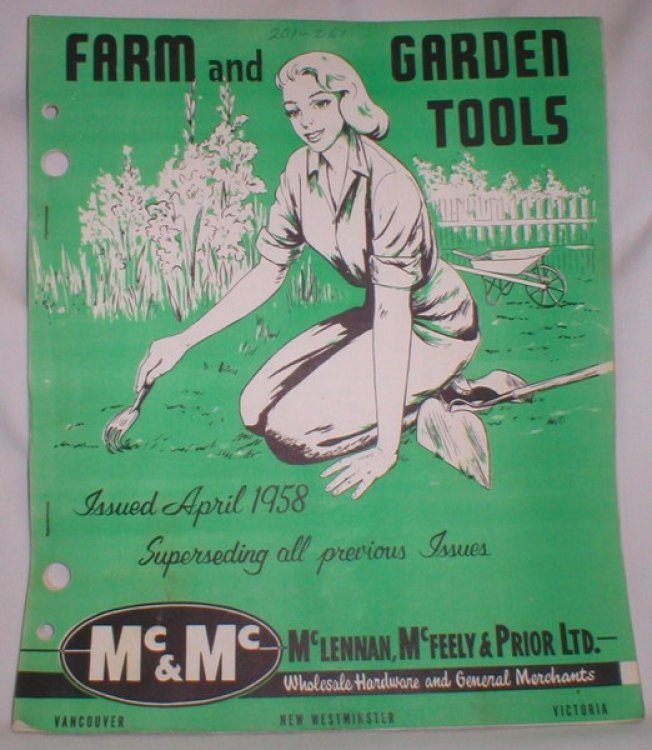 201-261
FARM and GARDEN
TOOLS
Issued April 1958
Superseding all previous Issues
Mc & Mc
McLENNAN, McFEELY & PRIOR LTD.
Wholesale Hardware and General Merchants
VANCOUVER NEW WESTMINSTER VICTORIA